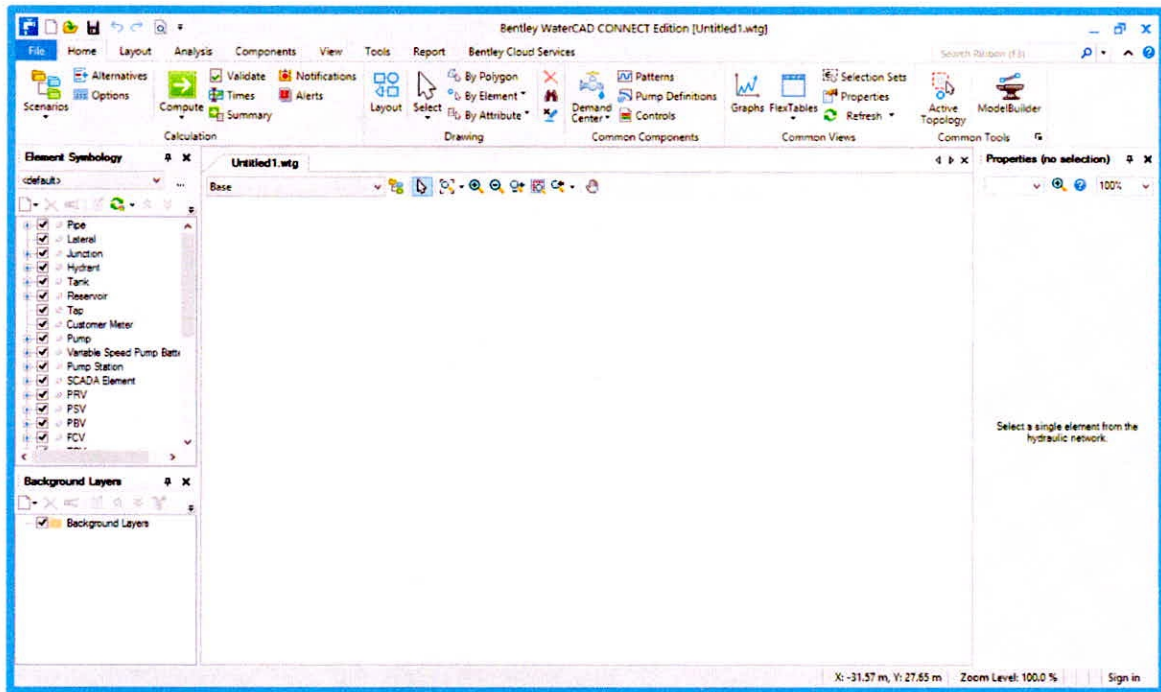 Bentley WaterCAD CONNECT Edition [Untitled1.wtg]
File Home Layout Analysis Components View Tools Report Bentley Cloud Services Search Ribbon (F3)
Scenarios
Alternatives
Options
Compute
Validate
Times
Summary
Notifications
Alerts
Calculation
Layout
Select
By Polygon
By Element
By Attribute
Drawing
Demand Center
Patterns
Pump Definitions
Controls
Common Components
Graphs
FlexTables
Selection Sets
Properties
Refresh
Common Views
Active Topology
ModelBuilder
Common Tools
Element Symbology
<default>
...
Pipe
Lateral
Junction
Hydrant
Tank
Reservoir
Tap
Customer Meter
Pump
Variable Speed Pump Batte
Pump Station
SCADA Element
PRV
PSV
PBV
FCV
Background Layers
Background Layers
Untitled1.wtg
Base
Properties (no selection)
100%
Select a single element from the
hydraulic network.
X: -31.57 m, Y: 27.65 m Zoom Level: 100.0 % Sign in